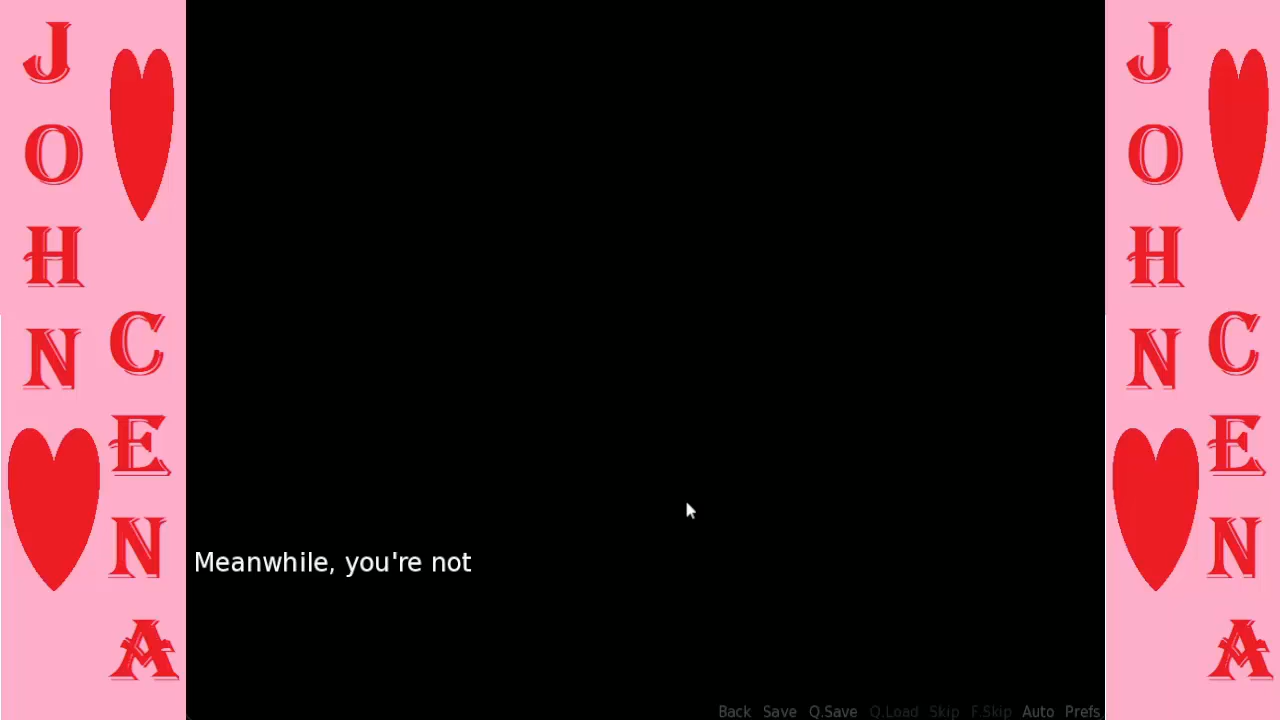 JOHN
CENA
Meanwhile, you're not
Back Save Q.Save Q.Load Skip F.Skip Auto Prefs
JOHN
CENA